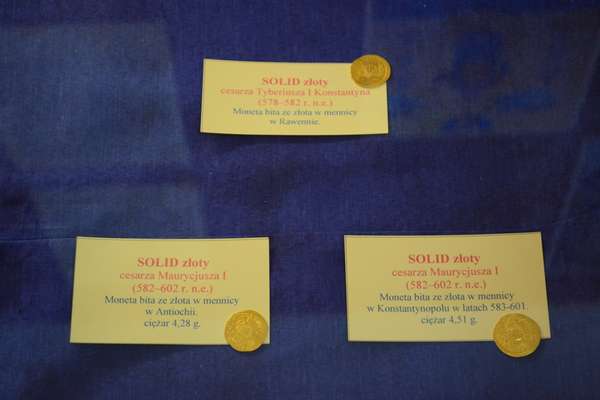 SOLID złoty
cesarza Tyberiusza I Konstantyna
(578–582 r. n.e.)
Moneta bita ze złota w mennicy
w Rawennie.
SOLID złoty
cesarza Maurycjusza I
(582–602 r. n.e.)
Moneta bita ze złota w mennicy
w Antiochii.
ciężar 4,28 g.
SOLID złoty
cesarza Maurycjusza I
(582–602 r. n.e.)
Moneta bita ze złota w mennicy
w Konstantynopolu w latach 583-601.
ciężar 4,51 g.